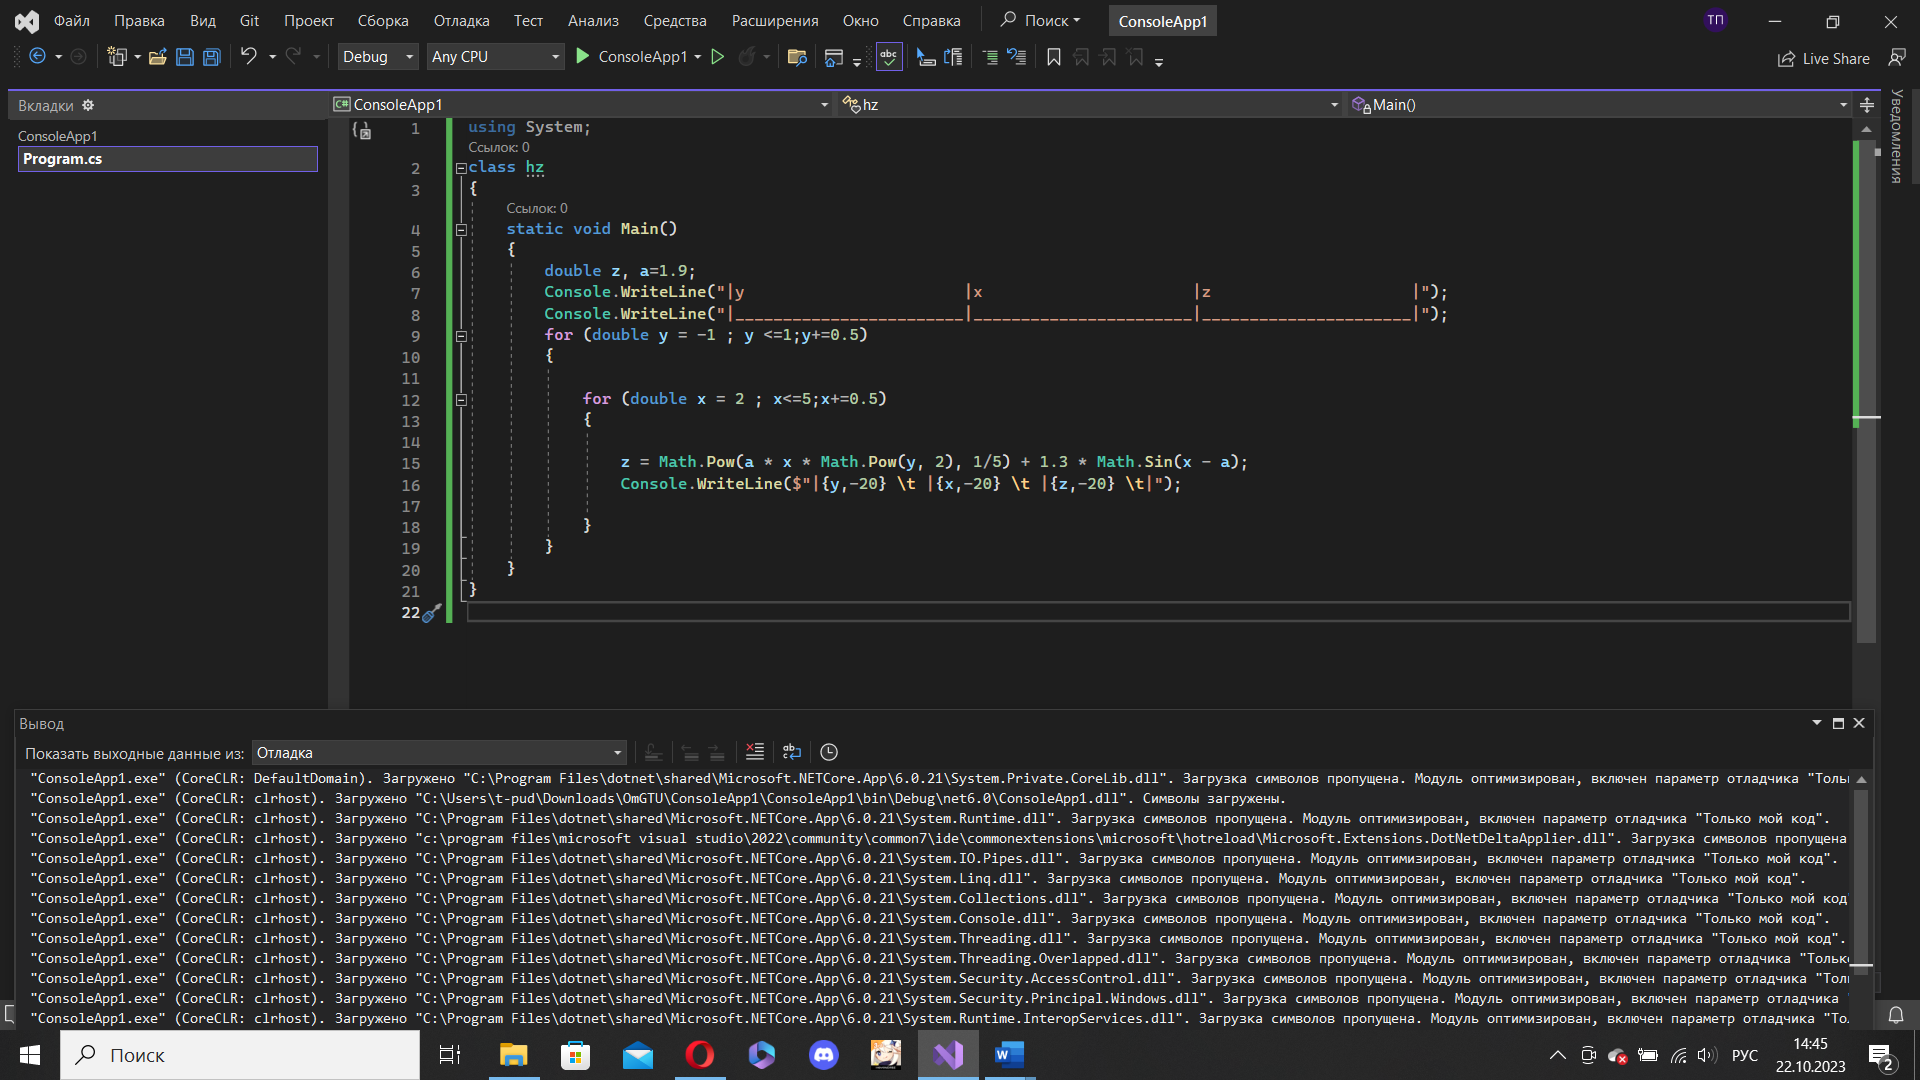 Файл Правка Вид Git Проект Сборка Отладка Тест Анализ Средства Расширения Окно Справка Поиск ConsoleApp1 ТП
Debug Any CPU ConsoleApp1 Live Share
Вкладки
ConsoleApp1
Program.cs
ConsoleApp1 hz Main()
Уведомления
1 using System;
Ссылок: 0
2 class hz
3 {
Ссылок: 0
4 static void Main()
5 {
6 double z, a=1.9;
7 Console.WriteLine("|y                       |x                      |z                     |");
8 Console.WriteLine("|________________________|_______________________|______________________|");
9 for (double y = -1 ; y <=1;y+=0.5)
10 {
11
12 for (double x = 2 ; x<=5;x+=0.5)
13 {
14
15 z = Math.Pow(a * x * Math.Pow(y, 2), 1/5) + 1.3 * Math.Sin(x - a);
16 Console.WriteLine($"|{y,-20} \t |{x,-20} \t |{z,-20} \t|");
17
18 }
19 }
20 }
21 }
22
Вывод
Показать выходные данные из: Отладка
"ConsoleApp1.exe" (CoreCLR: DefaultDomain). Загружено "C:\Program Files\dotnet\shared\Microsoft.NETCore.App\6.0.21\System.Private.CoreLib.dll". Загрузка символов пропущена. Модуль оптимизирован, включен параметр отладчика "Тольк
"ConsoleApp1.exe" (CoreCLR: clrhost). Загружено "C:\Users\t-pud\Downloads\OmGTU\ConsoleApp1\ConsoleApp1\bin\Debug\net6.0\ConsoleApp1.dll". Символы загружены.
"ConsoleApp1.exe" (CoreCLR: clrhost). Загружено "C:\Program Files\dotnet\shared\Microsoft.NETCore.App\6.0.21\System.Runtime.dll". Загрузка символов пропущена. Модуль оптимизирован, включен параметр отладчика "Только мой код".
"ConsoleApp1.exe" (CoreCLR: clrhost). Загружено "c:\program files\microsoft visual studio\2022\community\common7\ide\commonextensions\microsoft\hotreload\Microsoft.Extensions.DotNetDeltaApplier.dll". Загрузка символов пропущена
"ConsoleApp1.exe" (CoreCLR: clrhost). Загружено "C:\Program Files\dotnet\shared\Microsoft.NETCore.App\6.0.21\System.IO.Pipes.dll". Загрузка символов пропущена. Модуль оптимизирован, включен параметр отладчика "Только мой код".
"ConsoleApp1.exe" (CoreCLR: clrhost). Загружено "C:\Program Files\dotnet\shared\Microsoft.NETCore.App\6.0.21\System.Linq.dll". Загрузка символов пропущена. Модуль оптимизирован, включен параметр отладчика "Только мой код".
"ConsoleApp1.exe" (CoreCLR: clrhost). Загружено "C:\Program Files\dotnet\shared\Microsoft.NETCore.App\6.0.21\System.Collections.dll". Загрузка символов пропущена. Модуль оптимизирован, включен параметр отладчика "Только мой код"
"ConsoleApp1.exe" (CoreCLR: clrhost). Загружено "C:\Program Files\dotnet\shared\Microsoft.NETCore.App\6.0.21\System.Console.dll". Загрузка символов пропущена. Модуль оптимизирован, включен параметр отладчика "Только мой код".
"ConsoleApp1.exe" (CoreCLR: clrhost). Загружено "C:\Program Files\dotnet\shared\Microsoft.NETCore.App\6.0.21\System.Threading.dll". Загрузка символов пропущена. Модуль оптимизирован, включен параметр отладчика "Только мой код".
"ConsoleApp1.exe" (CoreCLR: clrhost). Загружено "C:\Program Files\dotnet\shared\Microsoft.NETCore.App\6.0.21\System.Threading.Overlapped.dll". Загрузка символов пропущена. Модуль оптимизирован, включен параметр отладчика "Только
"ConsoleApp1.exe" (CoreCLR: clrhost). Загружено "C:\Program Files\dotnet\shared\Microsoft.NETCore.App\6.0.21\System.Security.AccessControl.dll". Загрузка символов пропущена. Модуль оптимизирован, включен параметр отладчика "Тол
"ConsoleApp1.exe" (CoreCLR: clrhost). Загружено "C:\Program Files\dotnet\shared\Microsoft.NETCore.App\6.0.21\System.Security.Principal.Windows.dll". Загрузка символов пропущена. Модуль оптимизирован, включен параметр отладчика "
"ConsoleApp1.exe" (CoreCLR: clrhost). Загружено "C:\Program Files\dotnet\shared\Microsoft.NETCore.App\6.0.21\System.Runtime.InteropServices.dll". Загрузка символов пропущена. Модуль оптимизирован, включен параметр отладчика "Тол
Поиск РУС 14:45
22.10.2023 2